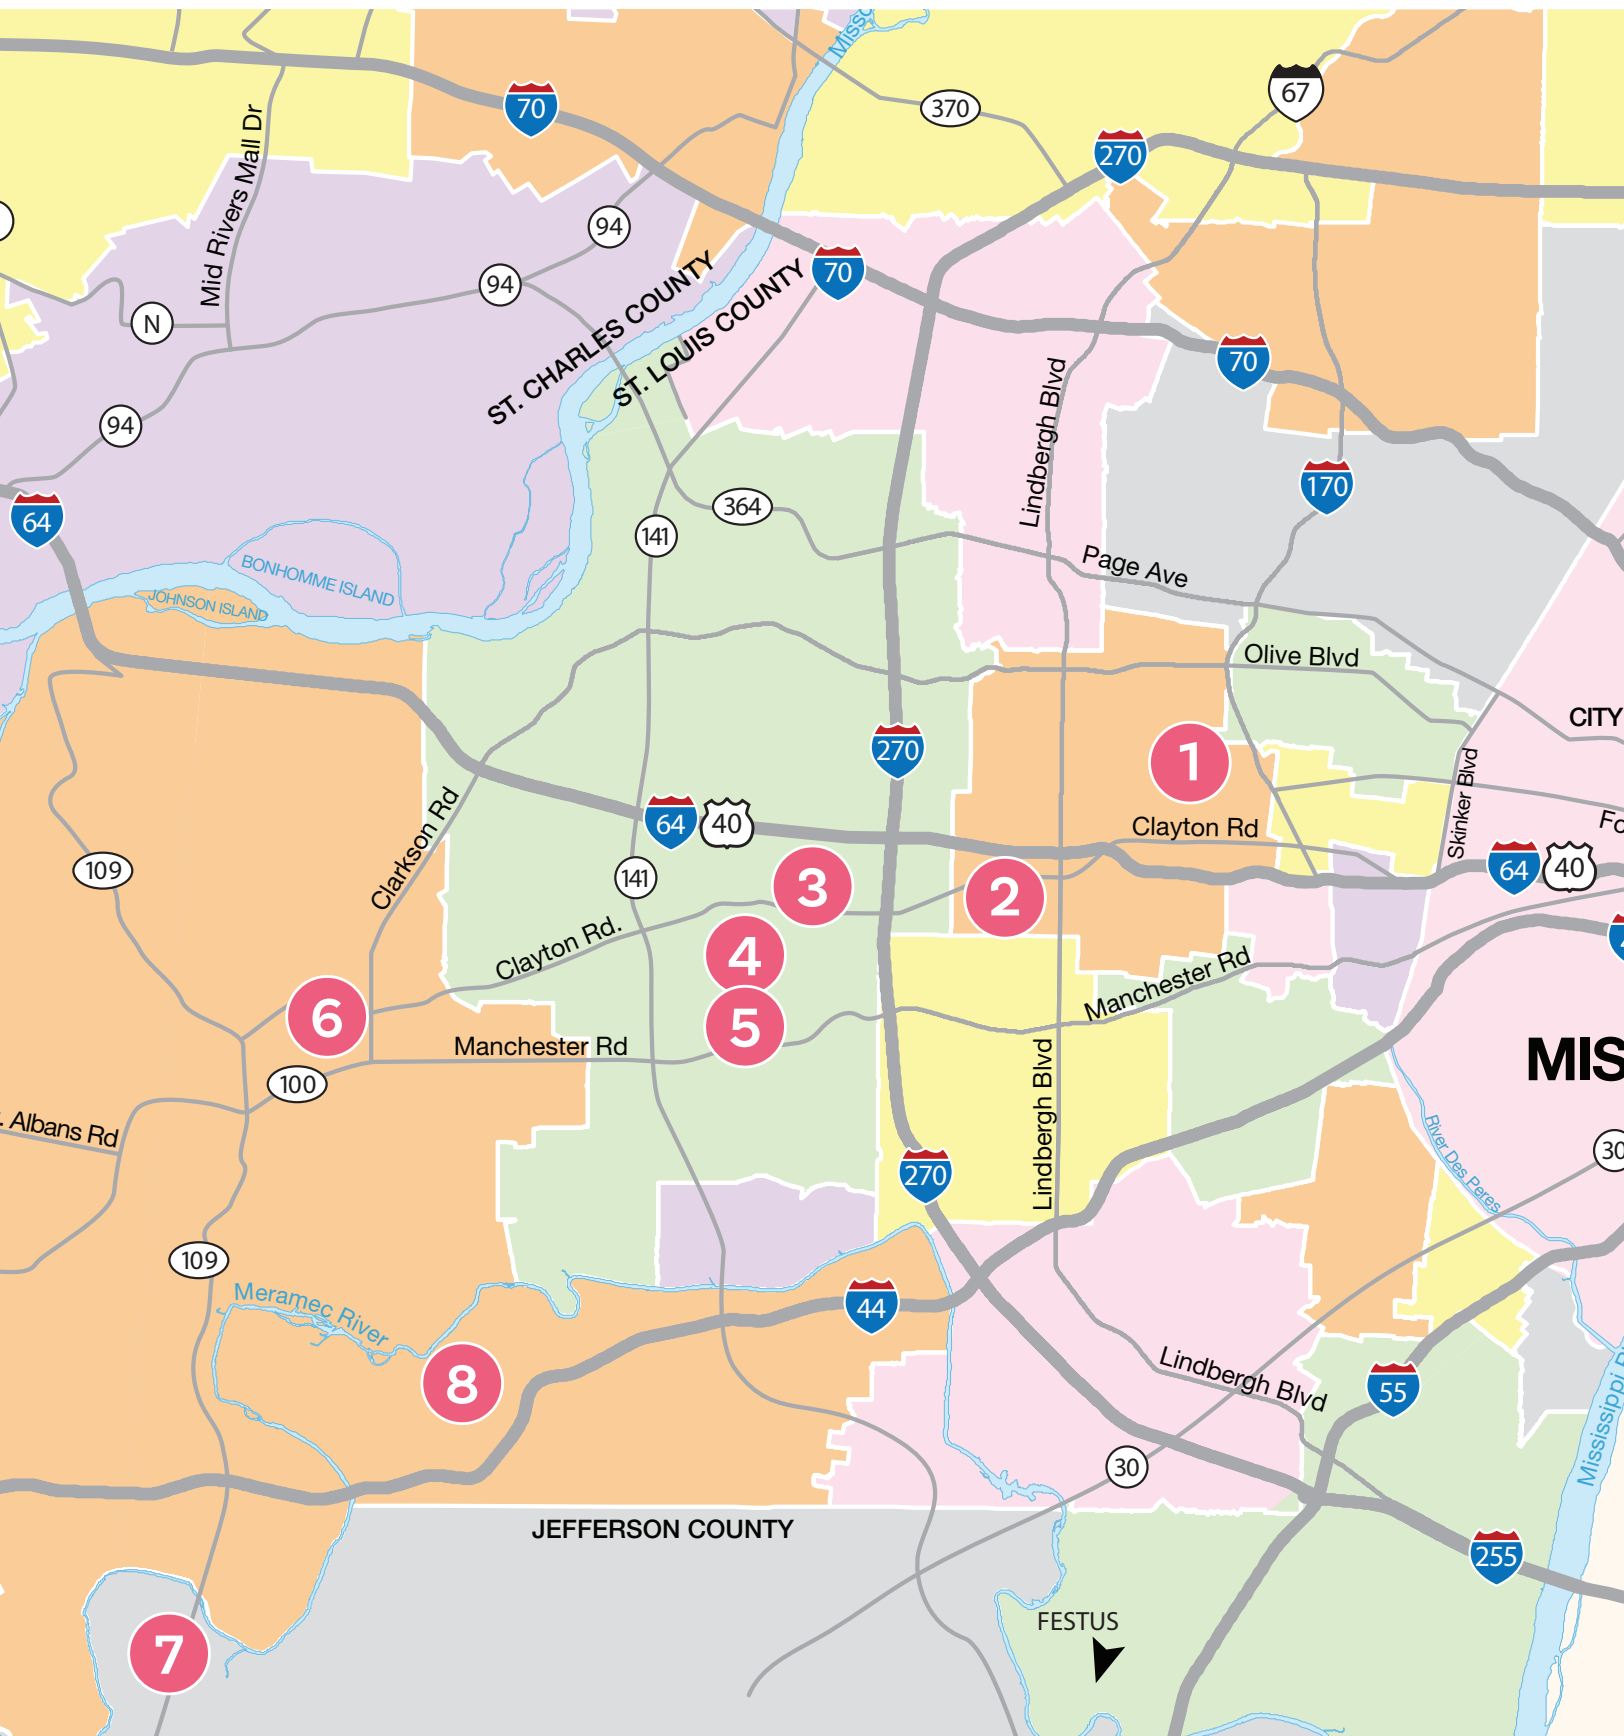 Misso
67
370
70
270
Mid Rivers Mall Dr
94
ST. CHARLES COUNTY
ST. LOUIS COUNTY
70
94
N
70
Lindbergh Blvd
94
170
64
364
141
Page Ave
BONHOMME ISLAND
JOHNSON ISLAND
Olive Blvd
CITY
270
1
Skinker Blvd
64
40
Clayton Rd
Fo
Clarkson Rd
109
141
3
2
64
40
Clayton Rd.
4
Manchester Rd
6
5
Manchester Rd
MIS
100
Lindbergh Blvd
. Albans Rd
River Des Peres
30
270
109
Meramec River
44
8
Lindbergh Blvd
55
Mississippi Ri
30
JEFFERSON COUNTY
255
FESTUS
7